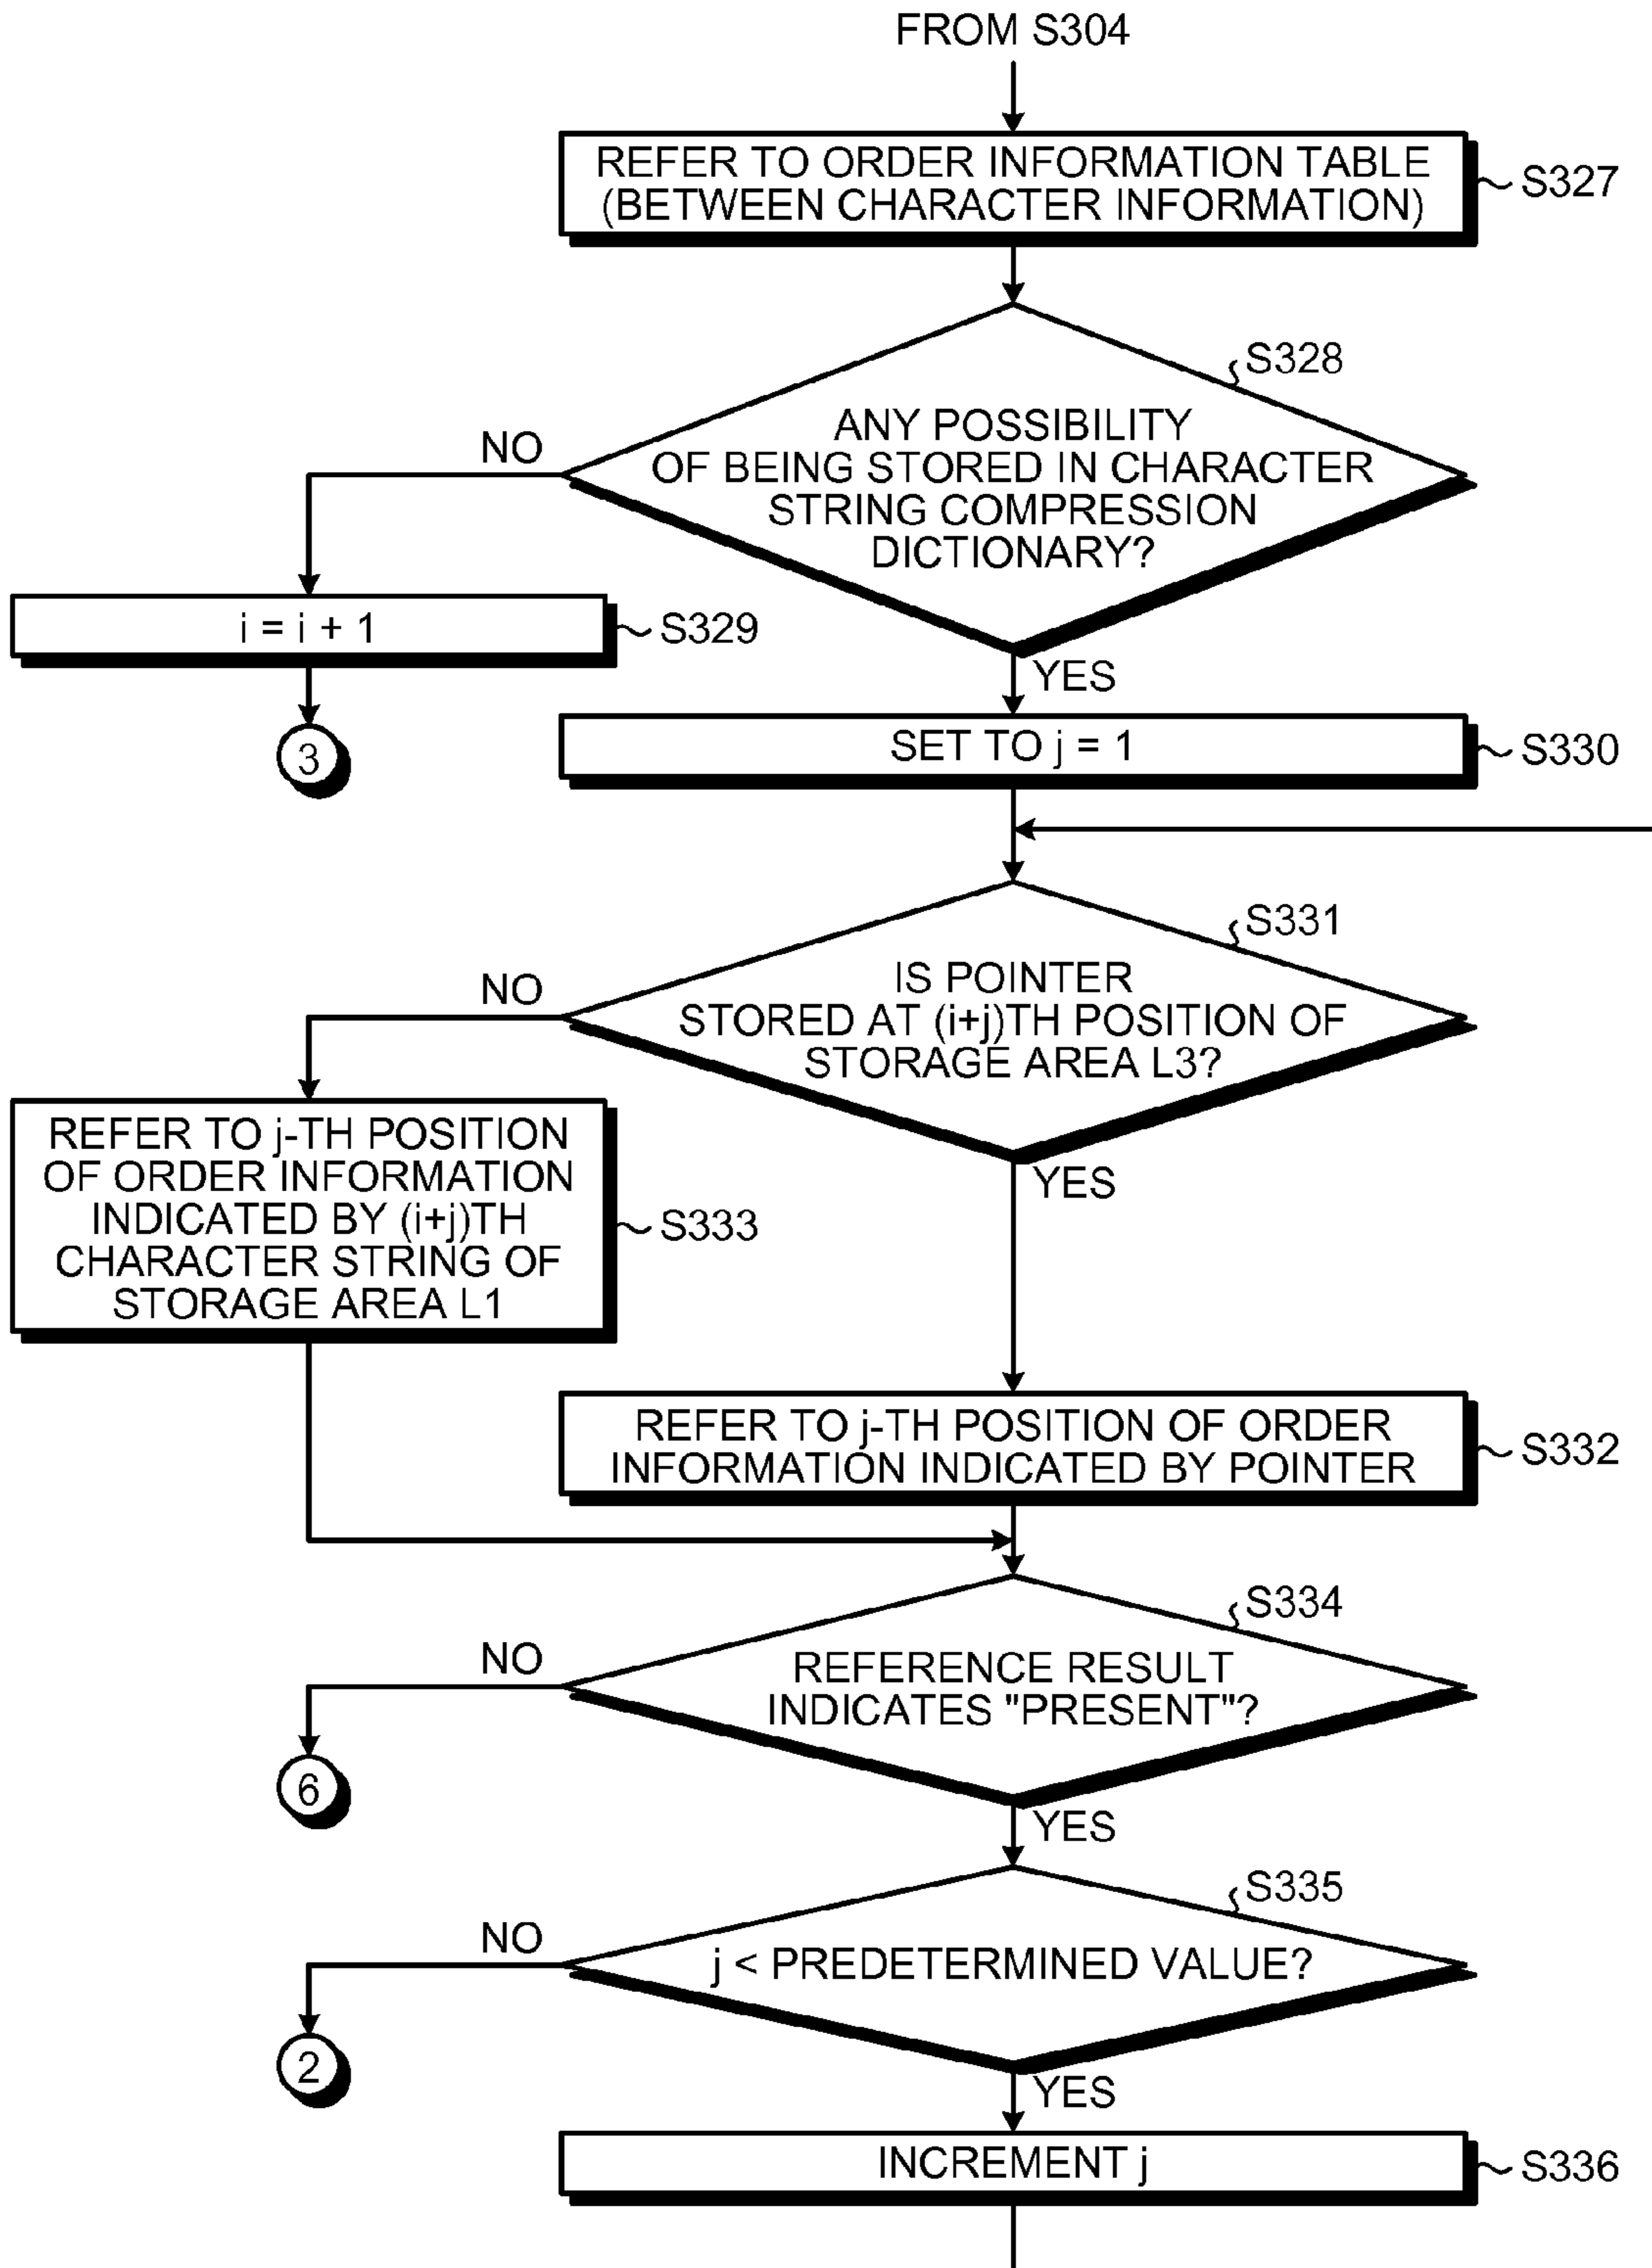 FROM S304
REFER TO ORDER INFORMATION TABLE
(BETWEEN CHARACTER INFORMATION)
S327
S328
ANY POSSIBILITY
OF BEING STORED IN CHARACTER
STRING COMPRESSION
DICTIONARY?
NO
i = i + 1
S329
3
YES
SET TO j = 1
S330
S331
IS POINTER
STORED AT (i+j)TH POSITION OF
STORAGE AREA L3?
NO
YES
REFER TO j-TH POSITION
OF ORDER INFORMATION
INDICATED BY (i+j)TH
CHARACTER STRING OF
STORAGE AREA L1
S333
REFER TO j-TH POSITION OF ORDER
INFORMATION INDICATED BY POINTER
S332
S334
REFERENCE RESULT
INDICATES "PRESENT"?
NO
6
YES
S335
j < PREDETERMINED VALUE?
NO
2
YES
INCREMENT j
S336